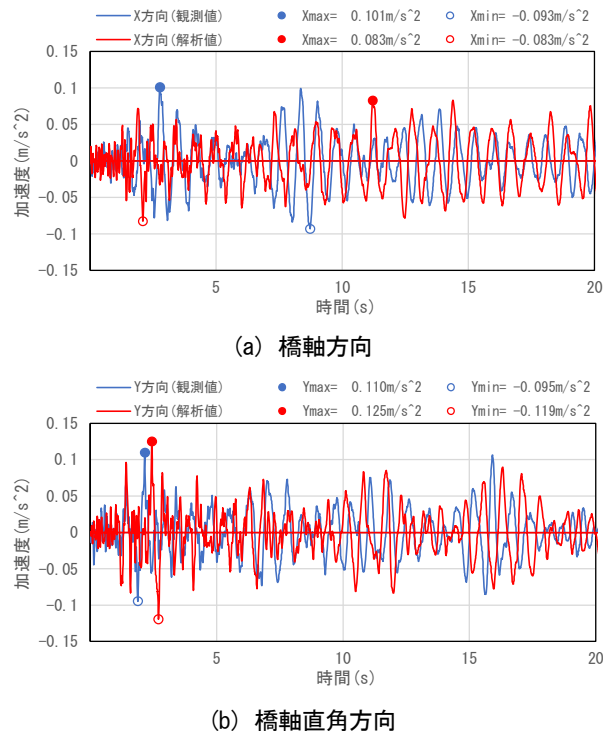 X方向(観測値) Xmax= 0.101m/s^2 Xmin= -0.093m/s^2
X方向(解析値) Xmax= 0.083m/s^2 Xmin= -0.083m/s^2
0.15
0.1
0.05
0
-0.05
-0.1
-0.15
加速度(m/s^2)
5 10 15 20
時間(s)
(a) 橋軸方向
Y方向(観測値) Ymax= 0.110m/s^2 Ymin= -0.095m/s^2
Y方向(解析値) Ymax= 0.125m/s^2 Ymin= -0.119m/s^2
0.15
0.1
0.05
0
-0.05
-0.1
-0.15
加速度(m/s^2)
5 10 15 20
時間(s)
(b) 橋軸直角方向